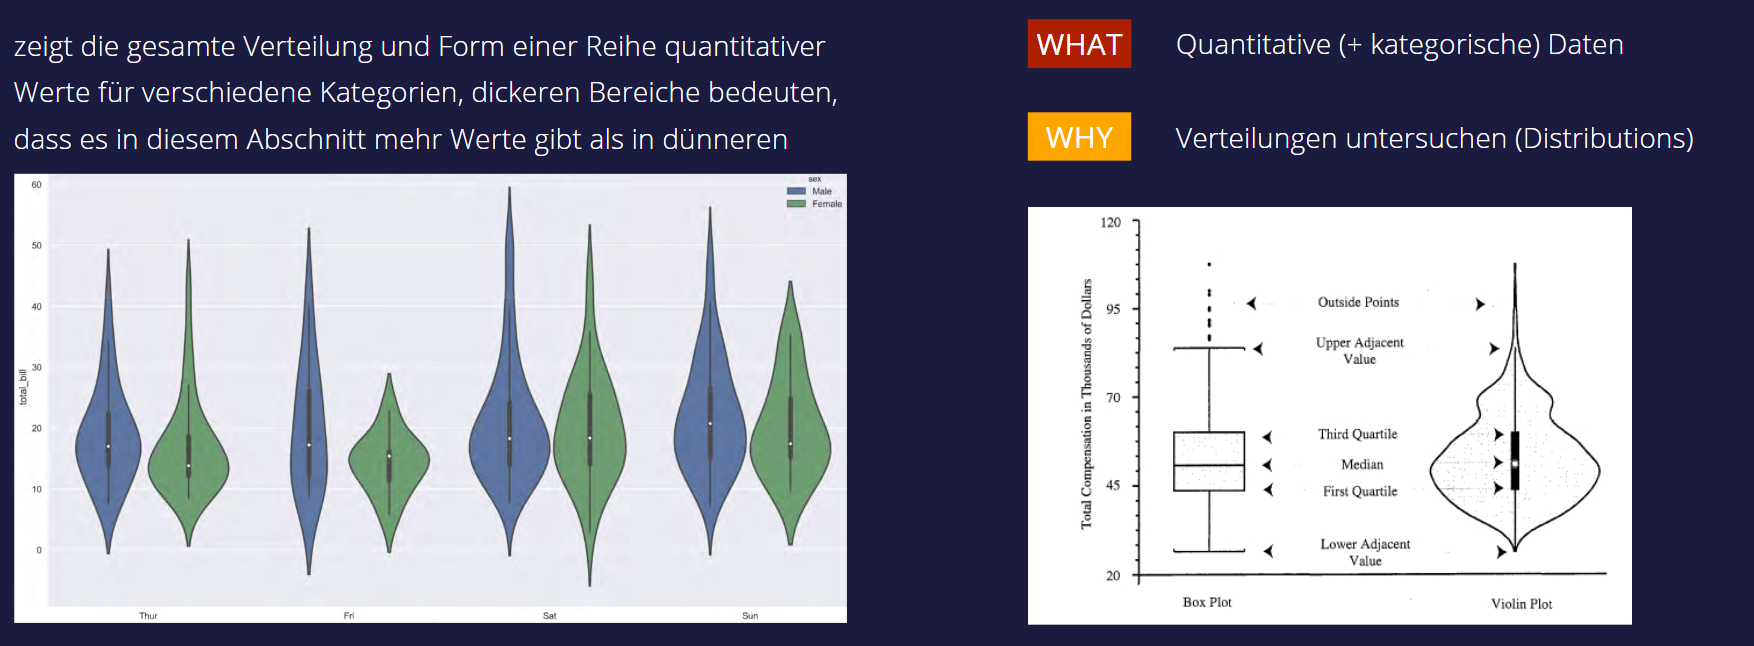 zeigt die gesamte Verteilung und Form einer Reihe quantitativer
Werte für verschiedene Kategorien, dickeren Bereiche bedeuten,
dass es in diesem Abschnitt mehr Werte gibt als in dünneren
WHAT
Quantitative (+ kategorische) Daten
WHY
Verteilungen untersuchen (Distributions)
sex
Male
Female
total_bill
60
50
40
30
20
10
0
Thur
Fri
Sat
Sun
Total Compensation in Thousands of Dollars
120
95
70
45
20
Outside Points
Upper Adjacent
Value
Third Quartile
Median
First Quartile
Lower Adjacent
Value
Box Plot
Violin Plot